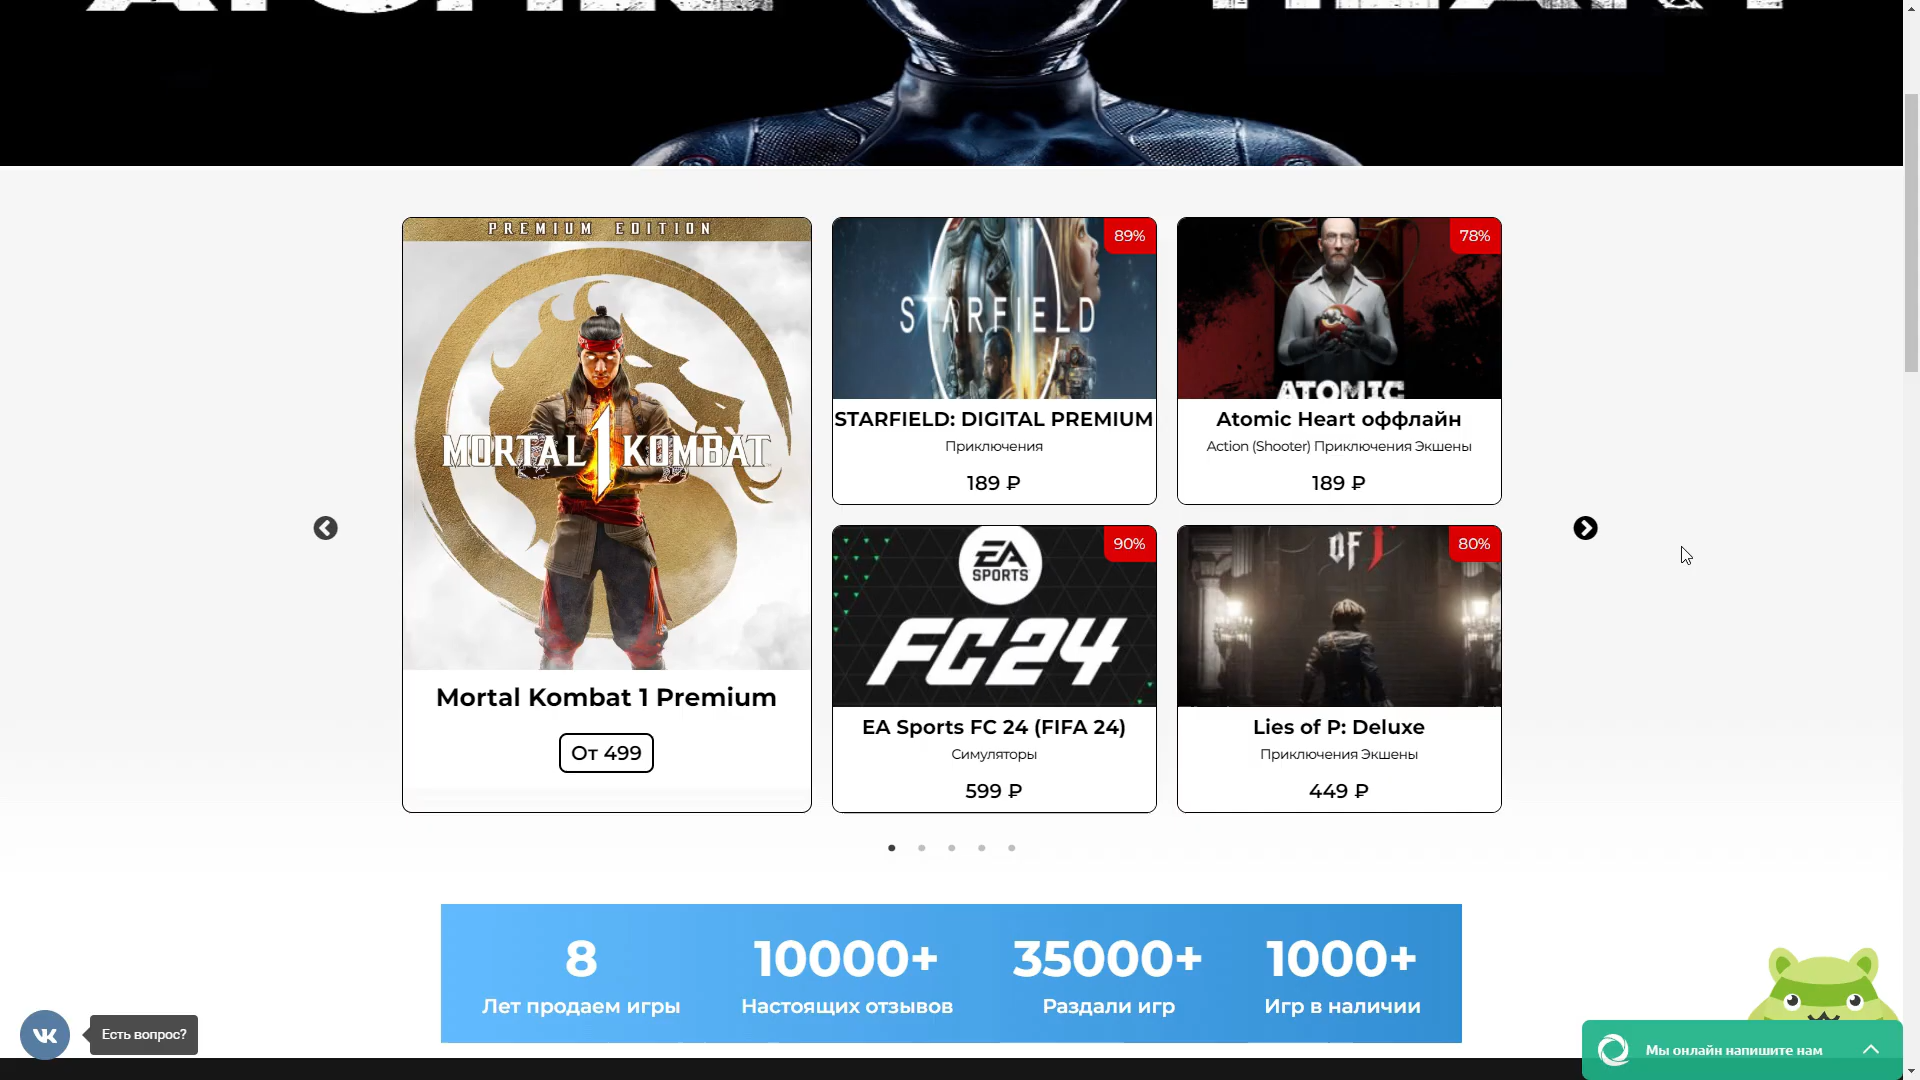 PREMIUM EDITION
MORTAL 1 KOMBAT
Mortal Kombat 1 Premium
От 499
89%
STARFIELD
STARFIELD: DIGITAL PREMIUM
Приключения
189 ₽
78%
ATOMIC
Atomic Heart оффлайн
Action (Shooter) Приключения Экшены
189 ₽
90%
EA
SPORTS
FC24
EA Sports FC 24 (FIFA 24)
Симуляторы
599 ₽
80%
OF
Lies of P: Deluxe
Приключения Экшены
449 ₽
8
Лет продаем игры
10000+
Настоящих отзывов
35000+
Раздали игр
1000+
Игр в наличии
Есть вопрос?
Мы онлайн напишите нам